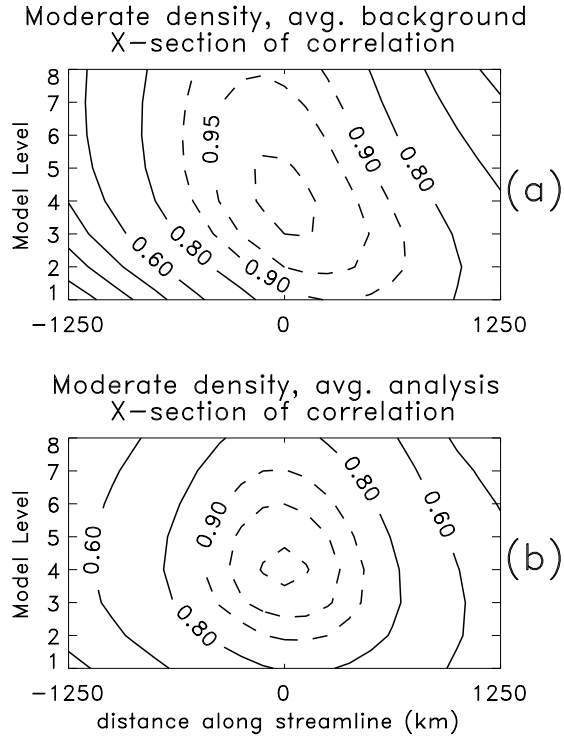 Moderate density, avg. background
X-section of correlation
8
7
6
5
4
3
2
1
Model Level
0.95
0.90
0.80
0.80
0.60
0.90
(a)
-1250 0 1250
Moderate density, avg. analysis
X-section of correlation
8
7
6
5
4
3
2
1
Model Level
0.80
0.90
0.60
0.60
0.80
(b)
-1250 0 1250
distance along streamline (km)